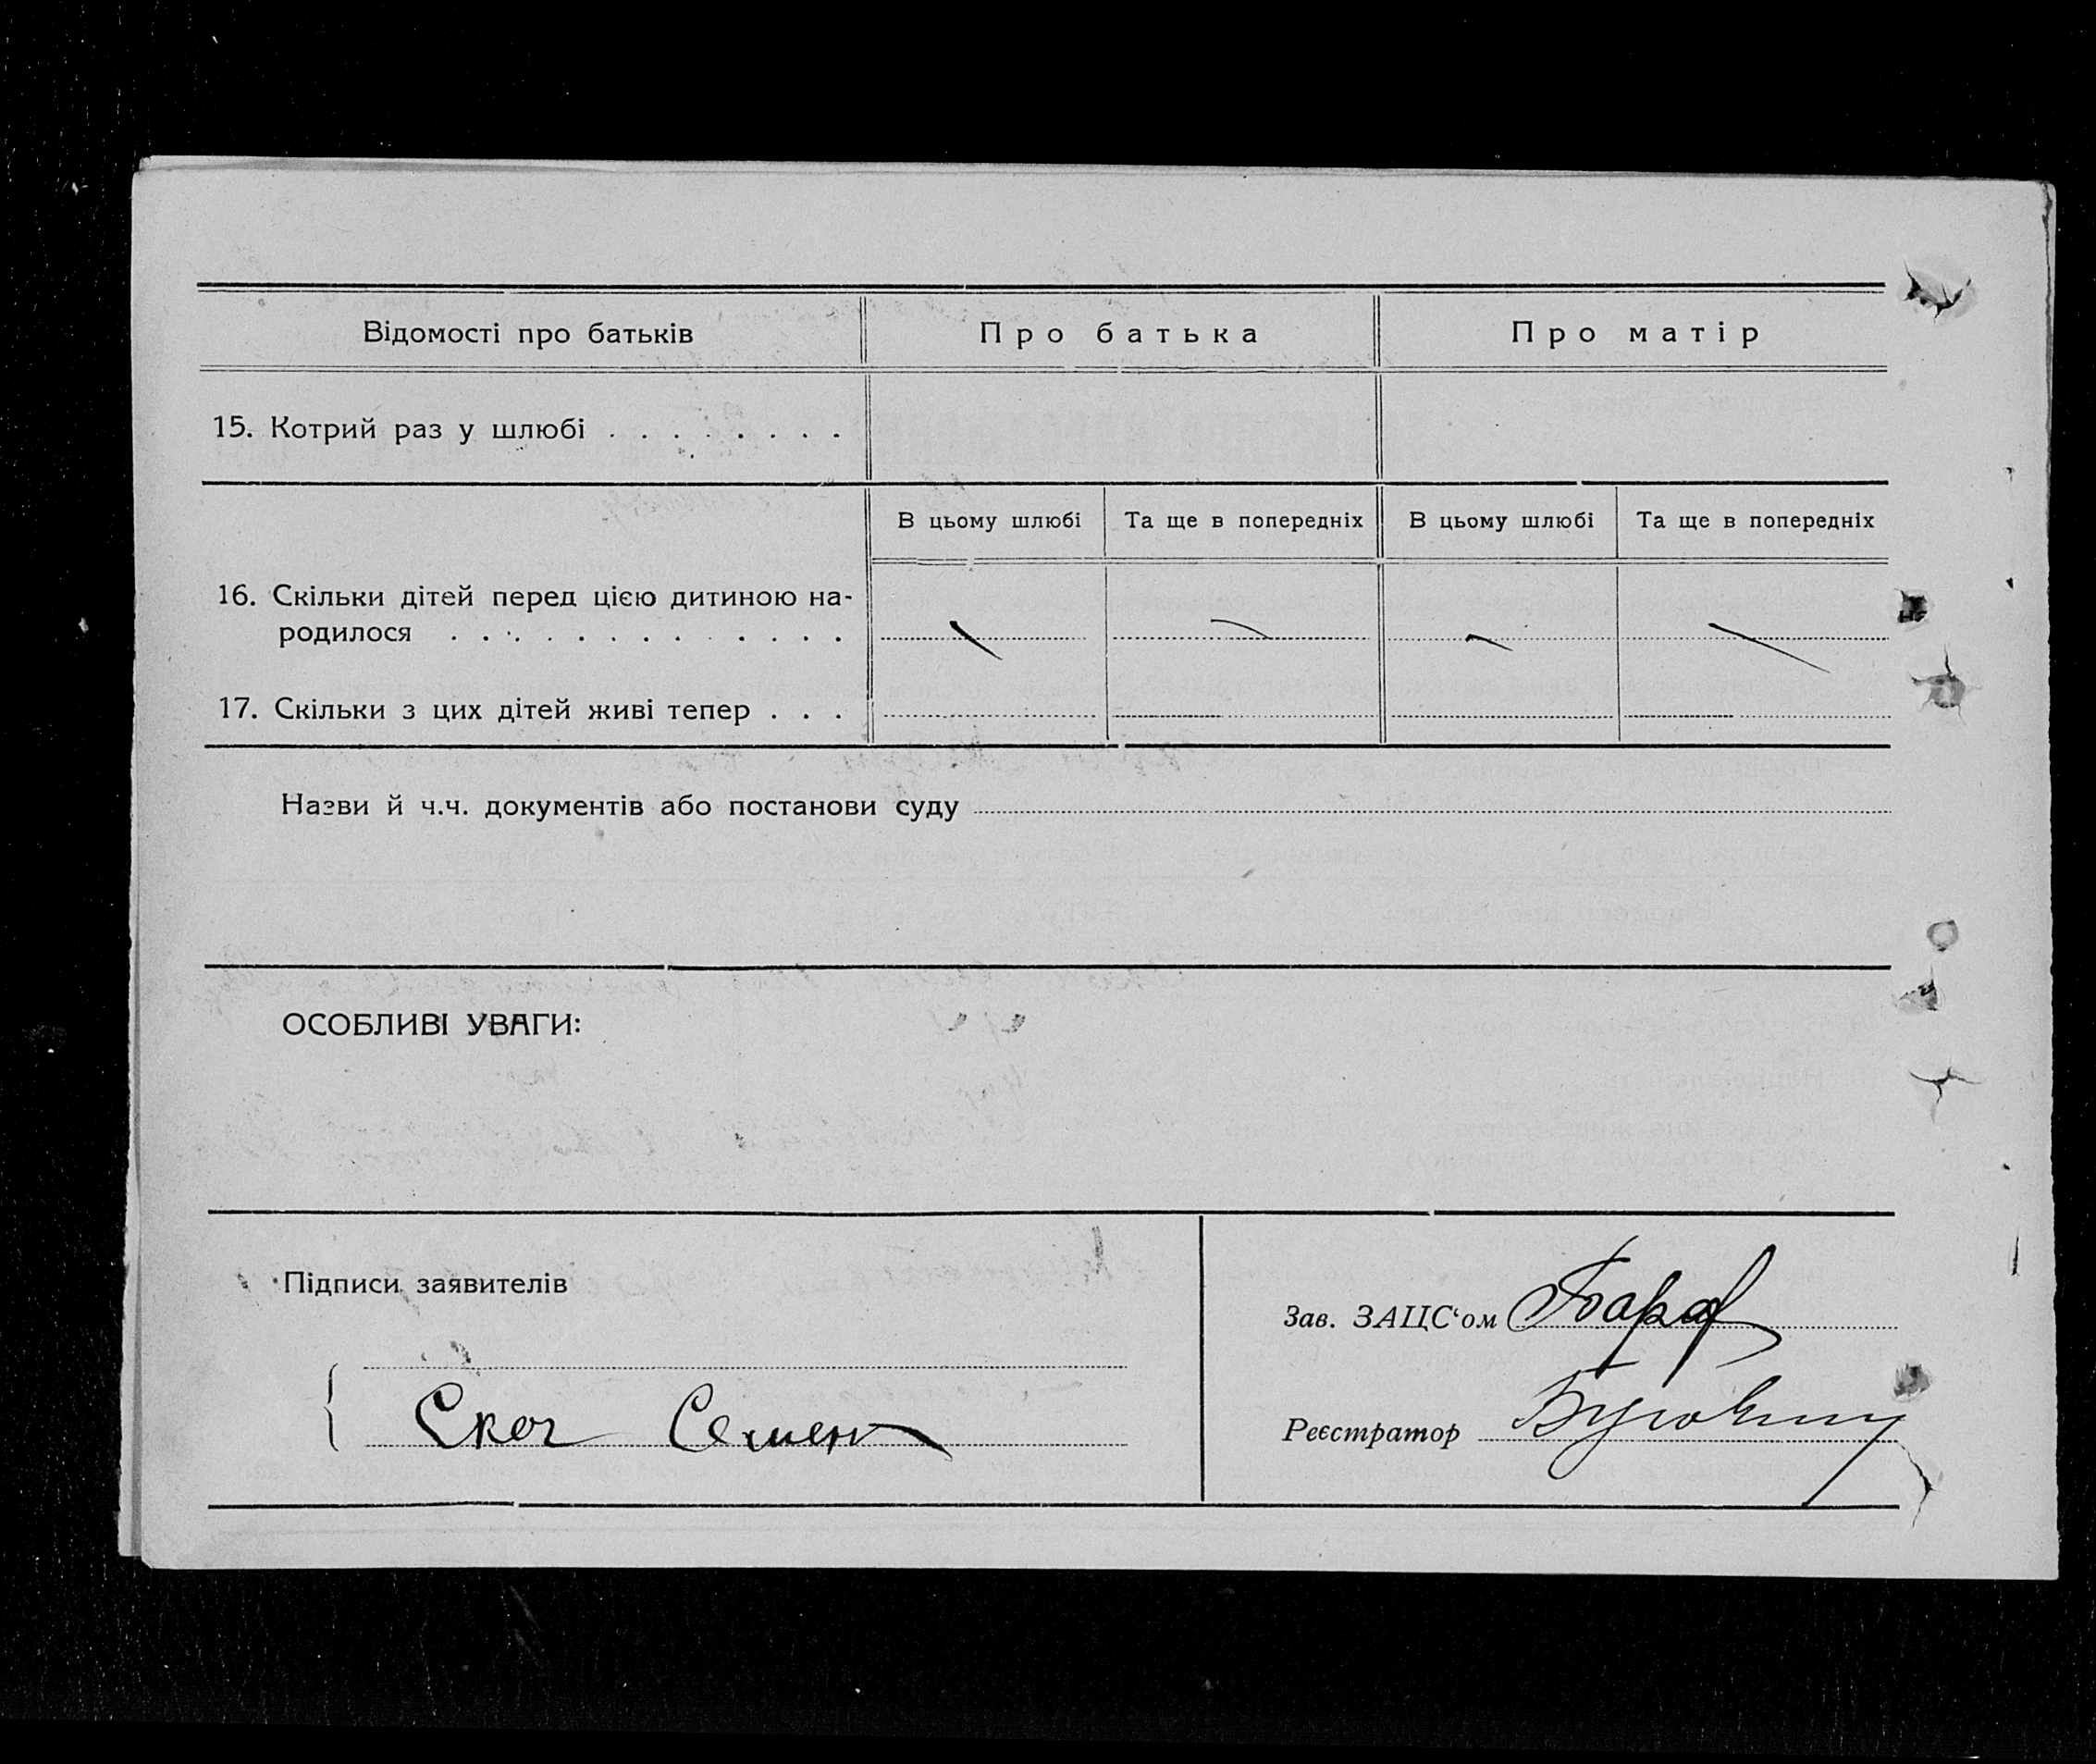 Відомості про батьків
Про батька
Про матір
15. Котрий раз у шлюбі . . . . . . . .
В цьому шлюбі
Та ще в попередніх
В цьому шлюбі
Та ще в попередніх
16. Скільки дітей перед цією дитиною на-
родилося . . . . . . . . . . . . .
17. Скільки з цих дітей живі тепер . . .
Назви й ч.ч. документів або постанови суду
ОСОБЛИВІ УВАГИ:
Підписи заявителів
Зав. ЗАЦС‘ом
Семен
Реєстратор